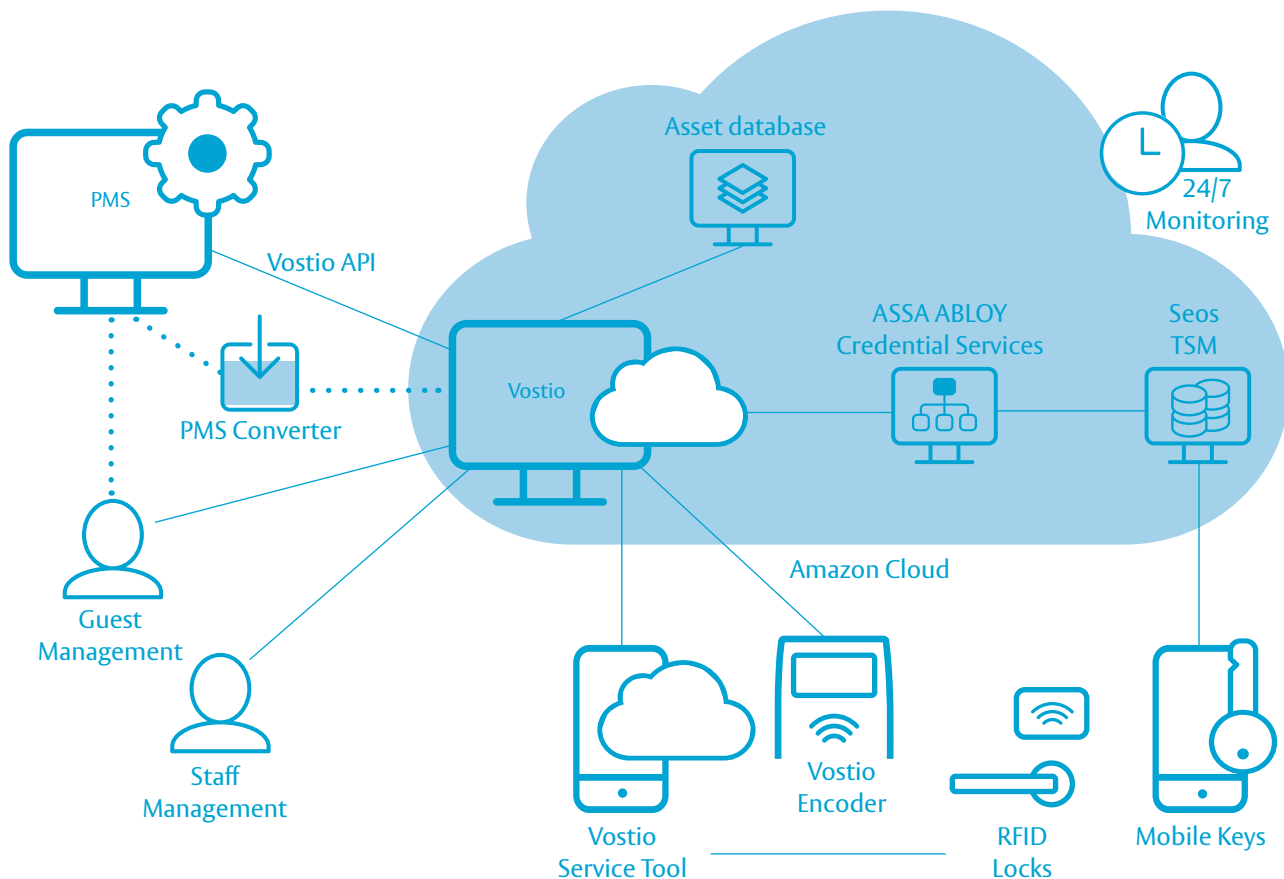 Asset database
PMS
24/7
Monitoring
Vostio API
ASSA ABLOY
Credential Services
Seos
TSM
Vostio
PMS Converter
Amazon Cloud
Guest
Management
Staff
Management
Vostio
Encoder
Vostio
Service Tool
RFID
Locks
Mobile Keys